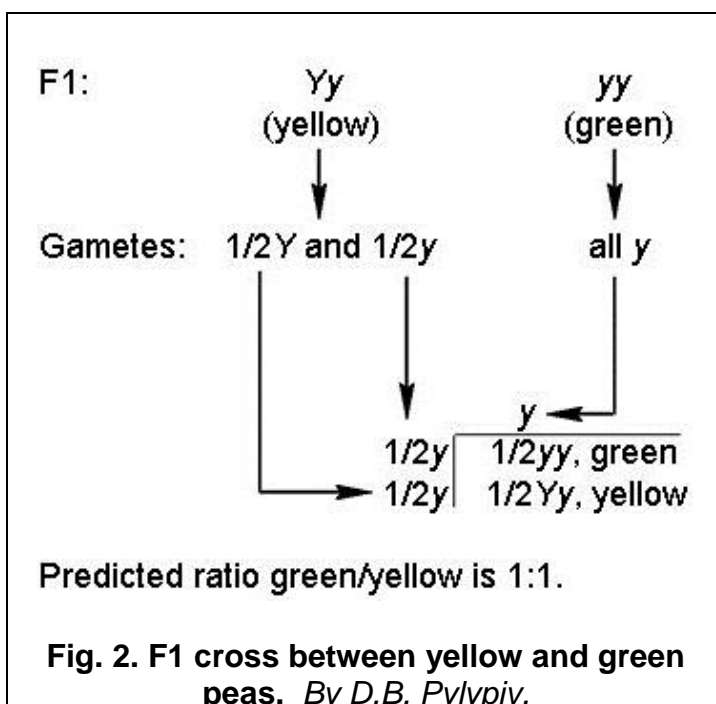 F1: Yy yy
(yellow) (green)
Gametes: 1/2Y and 1/2y all y
y
1/2y 1/2yy, green
1/2y 1/2Yy, yellow
Predicted ratio green/yellow is 1:1.
Fig. 2. F1 cross between yellow and green
peas. By D.B. Pylypiv.